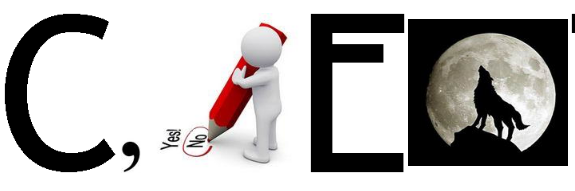 C, E '
Yes!
No